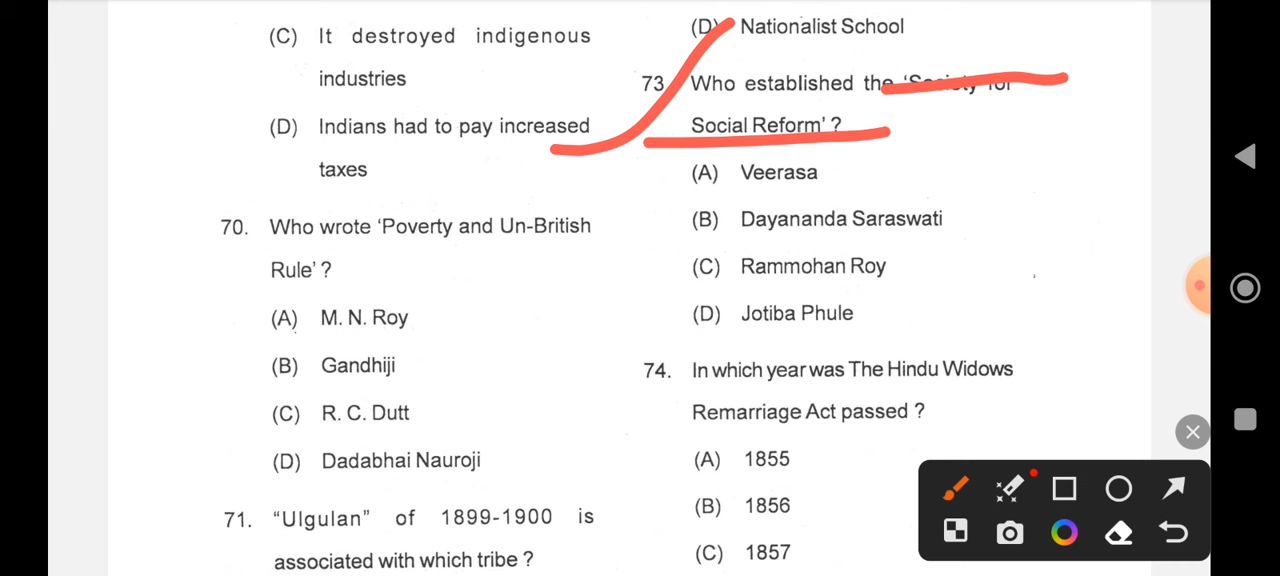 (C) It destroyed indigenous
industries
(D) Indians had to pay increased
taxes
70. Who wrote ‘Poverty and Un-British
Rule’ ?
(A) M. N. Roy
(B) Gandhiji
(C) R. C. Dutt
(D) Dadabhai Nauroji
71. “Ulgulan” of 1899-1900 is
associated with which tribe ?
(D) Nationalist School
73. Who established the ‘Society for
Social Reform’ ?
(A) Veerasa
(B) Dayananda Saraswati
(C) Rammohan Roy
(D) Jotiba Phule
74. In which year was The Hindu Widows
Remarriage Act passed ?
(A) 1855
(B) 1856
(C) 1857